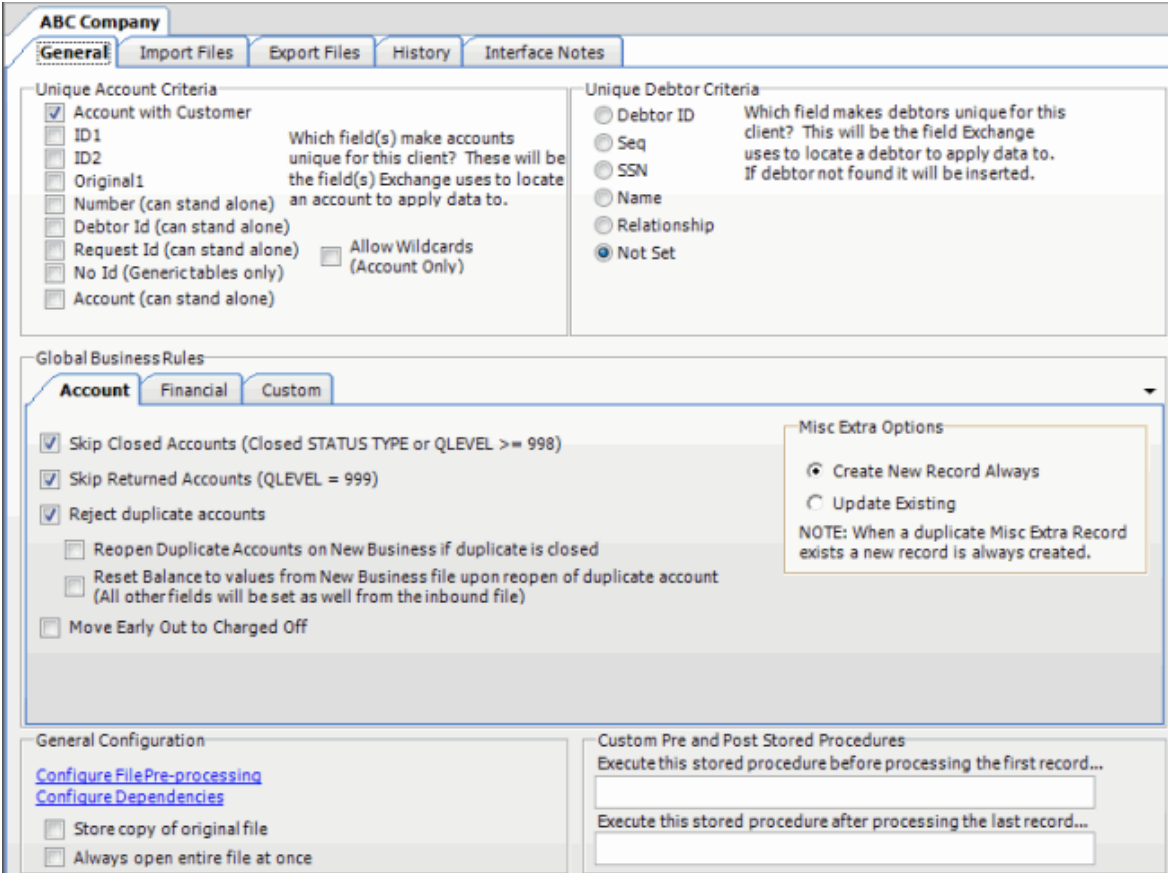 ABC Company
General
Import Files
Export Files
History
Interface Notes
Unique Account Criteria
Account with Customer
ID1
ID2
Original1
Number (can stand alone)
Debtor Id (can stand alone)
Request Id (can stand alone)
No Id (Generic tables only)
Account (can stand alone)
Which field(s) make accounts
unique for this client? These will be
the field(s) Exchange uses to locate
an account to apply data to.
Allow Wildcards
(Account Only)
Unique Debtor Criteria
Debtor ID
Seq
SSN
Name
Relationship
Not Set
Which field makes debtors unique for this
client? This will be the field Exchange
uses to locate a debtor to apply data to.
If debtor not found it will be inserted.
Global Business Rules
Account
Financial
Custom
Skip Closed Accounts (Closed STATUS TYPE or QLEVEL >= 998)
Skip Returned Accounts (QLEVEL = 999)
Reject duplicate accounts
Reopen Duplicate Accounts on New Business if duplicate is closed
Reset Balance to values from New Business file upon reopen of duplicate account
(All other fields will be set as well from the inbound file)
Move Early Out to Charged Off
Misc Extra Options
Create New Record Always
Update Existing
NOTE: When a duplicate Misc Extra Record
exists a new record is always created.
General Configuration
Configure File Pre-processing
Configure Dependencies
Store copy of original file
Always open entire file at once
Custom Pre and Post Stored Procedures
Execute this stored procedure before processing the first record...
Execute this stored procedure after processing the last record...